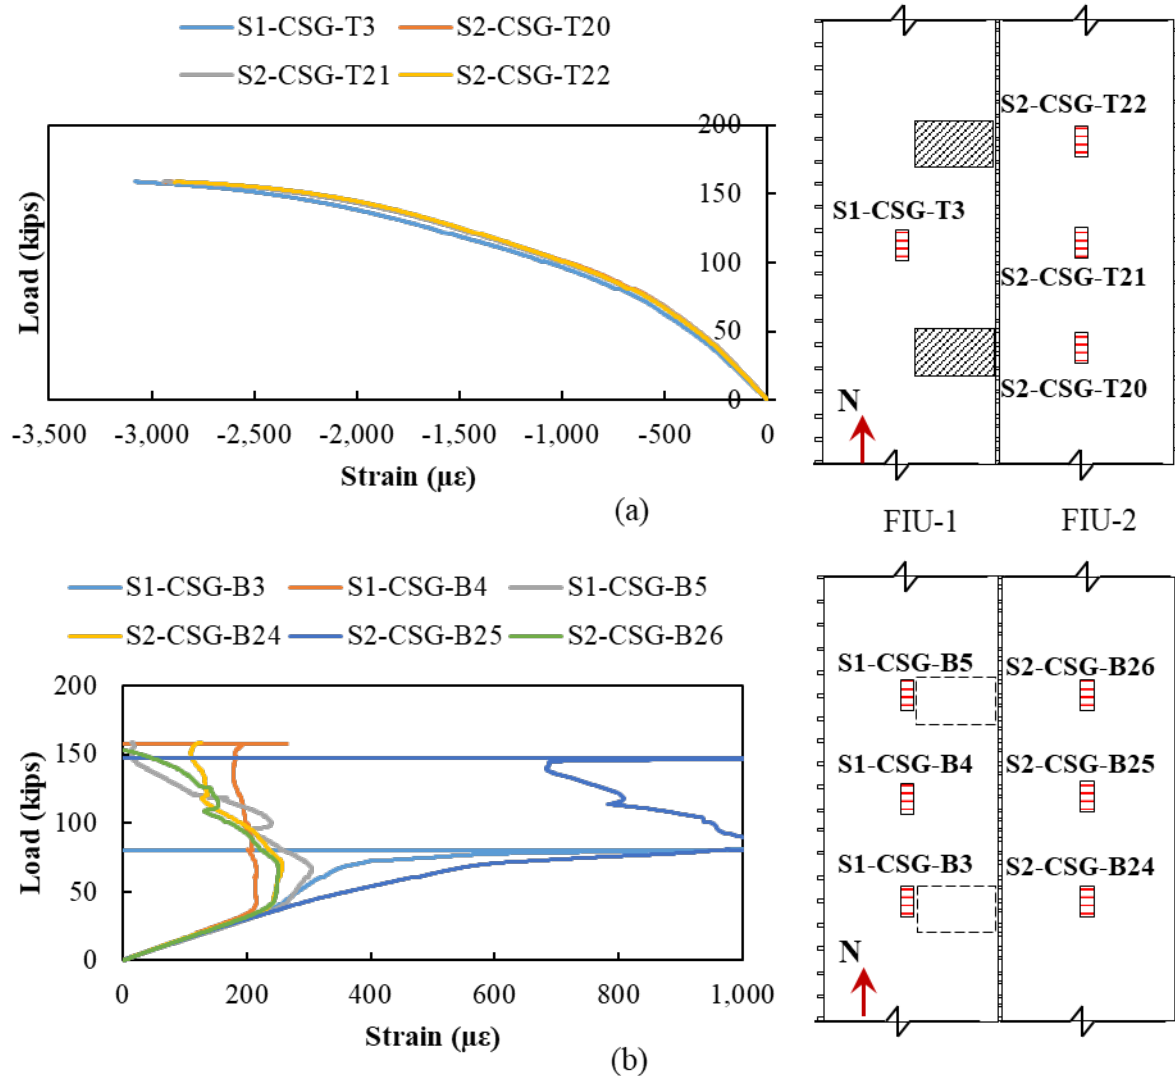 S1-CSG-T3 S2-CSG-T20
S2-CSG-T21 S2-CSG-T22
200
150
100
50
0
Load (kips)
-3,500 -3,000 -2,500 -2,000 -1,500 -1,000 -500 0
Strain (με)
(a)
S2-CSG-T22
S1-CSG-T3
S2-CSG-T21
S2-CSG-T20
N
FIU-1 FIU-2
S1-CSG-B3 S1-CSG-B4 S1-CSG-B5
S2-CSG-B24 S2-CSG-B25 S2-CSG-B26
200
150
100
50
0
Load (kips)
0 200 400 600 800 1,000
Strain (με)
(b)
S1-CSG-B5 S2-CSG-B26
S1-CSG-B4 S2-CSG-B25
S1-CSG-B3 S2-CSG-B24
N